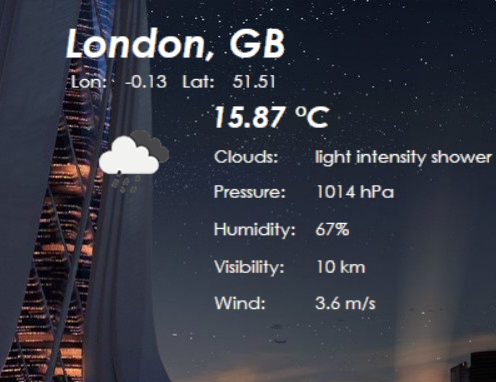 London, GB
Lon: -0.13 Lat: 51.51
15.87 °C
Clouds: light intensity shower
Pressure: 1014 hPa
Humidity: 67%
Visibility: 10 km
Wind: 3.6 m/s